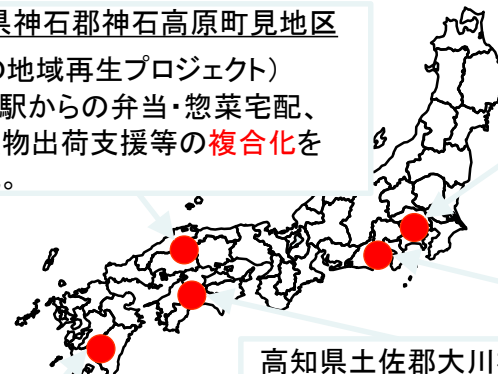 県神石郡神石高原町見地区
の地域再生プロジェクト）
駅からの弁当・惣菜宅配、
物出荷支援等の複合化を
。
高知県土佐郡大川